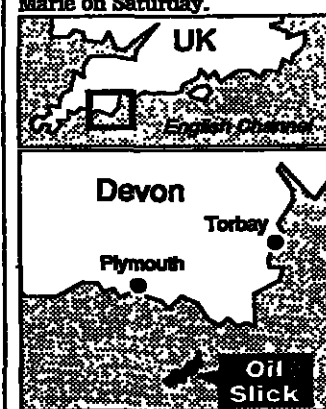 Marie on Saturday.
UK
English Channel
Devon
Torbay
Plymouth
Oil
Slick